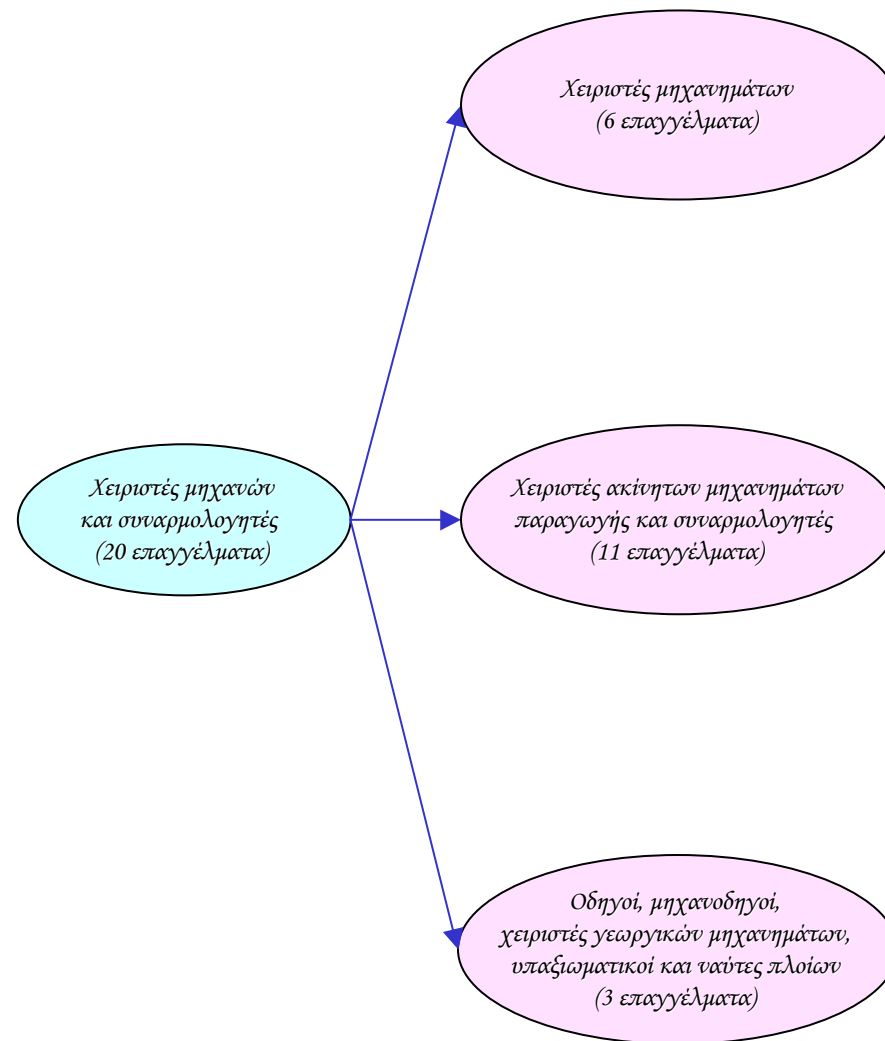 Χειριστές μηχανημάτων
(6 επαγγέλματα)
Χειριστές μηχανών
και συναρμολογητές
(20 επαγγέλματα)
Χειριστές ακίνητων μηχανημάτων
παραγωγής και συναρμολογητές
(11 επαγγέλματα)
Οδηγοί, μηχανοδηγοί,
χειριστές γεωργικών μηχανημάτων,
υπαξιωματικοί και ναύτες πλοίων
(3 επαγγέλματα)